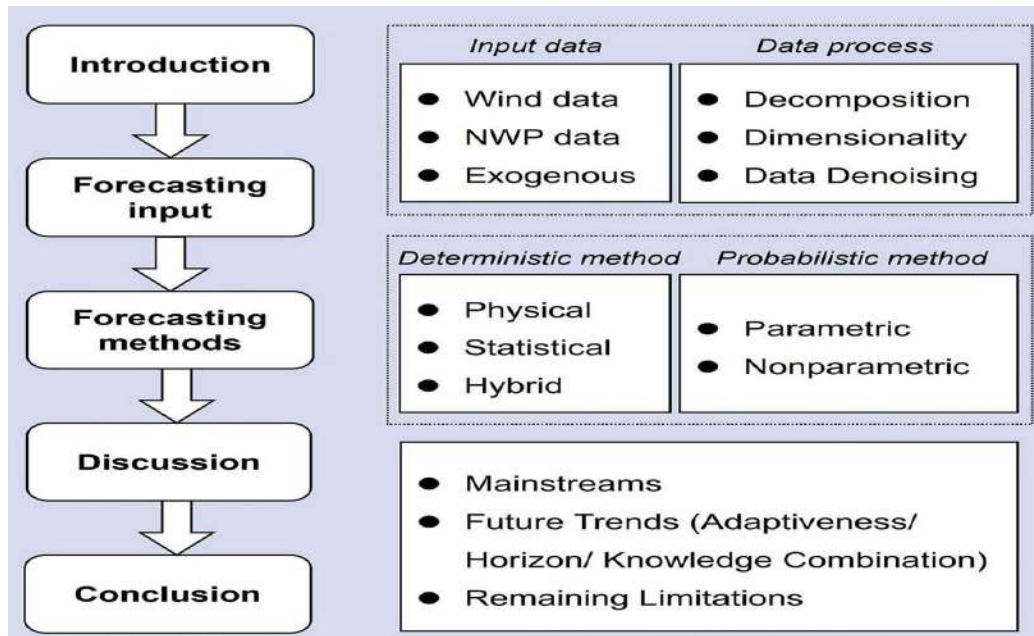 Introduction
Forecasting
input
Forecasting
methods
Discussion
Conclusion
Input data
● Wind data
● NWP data
● Exogenous
Data process
● Decomposition
● Dimensionality
● Data Denoising
Deterministic method
● Physical
● Statistical
● Hybrid
Probabilistic method
● Parametric
● Nonparametric
● Mainstreams
● Future Trends (Adaptiveness/
Horizon/ Knowledge Combination)
● Remaining Limitations